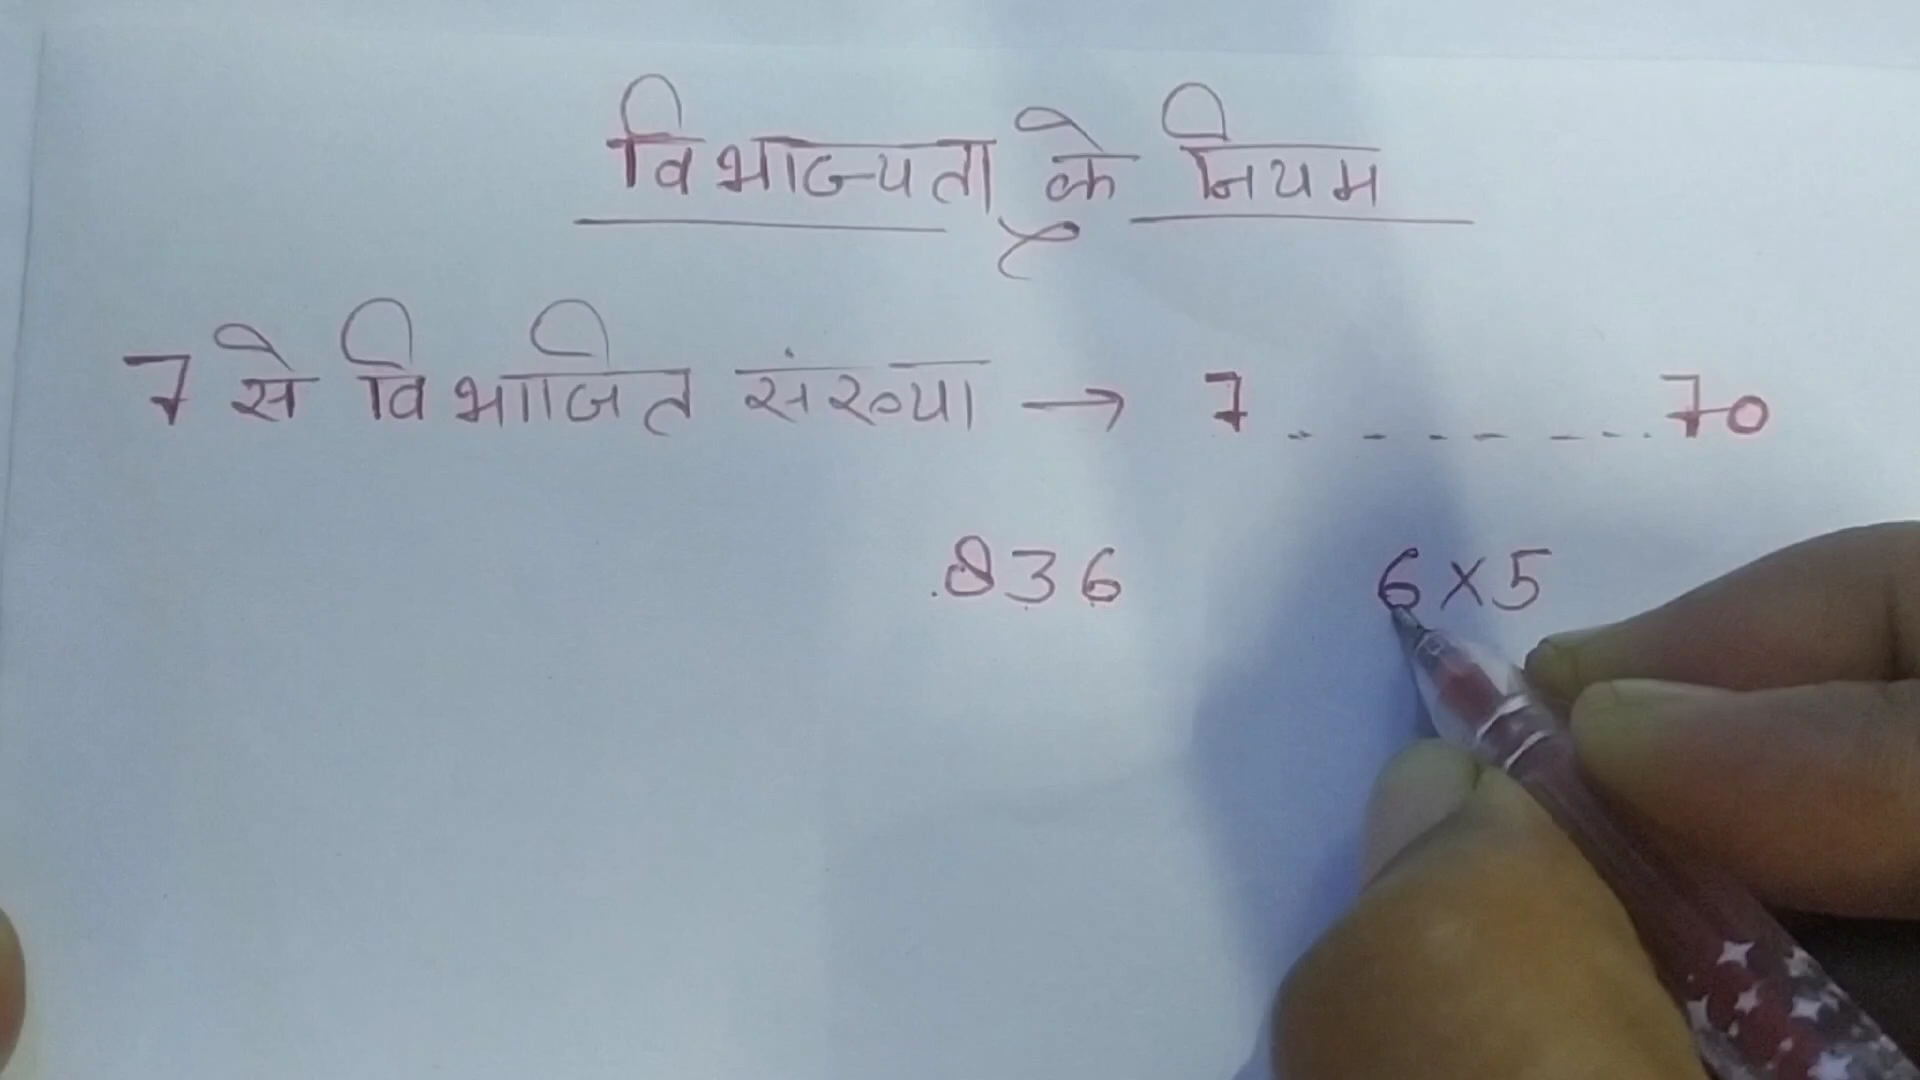 विभाज्यता के नियम
7 से विभाजित संख्या → 7 - - - - - - - - 70
836 6×5